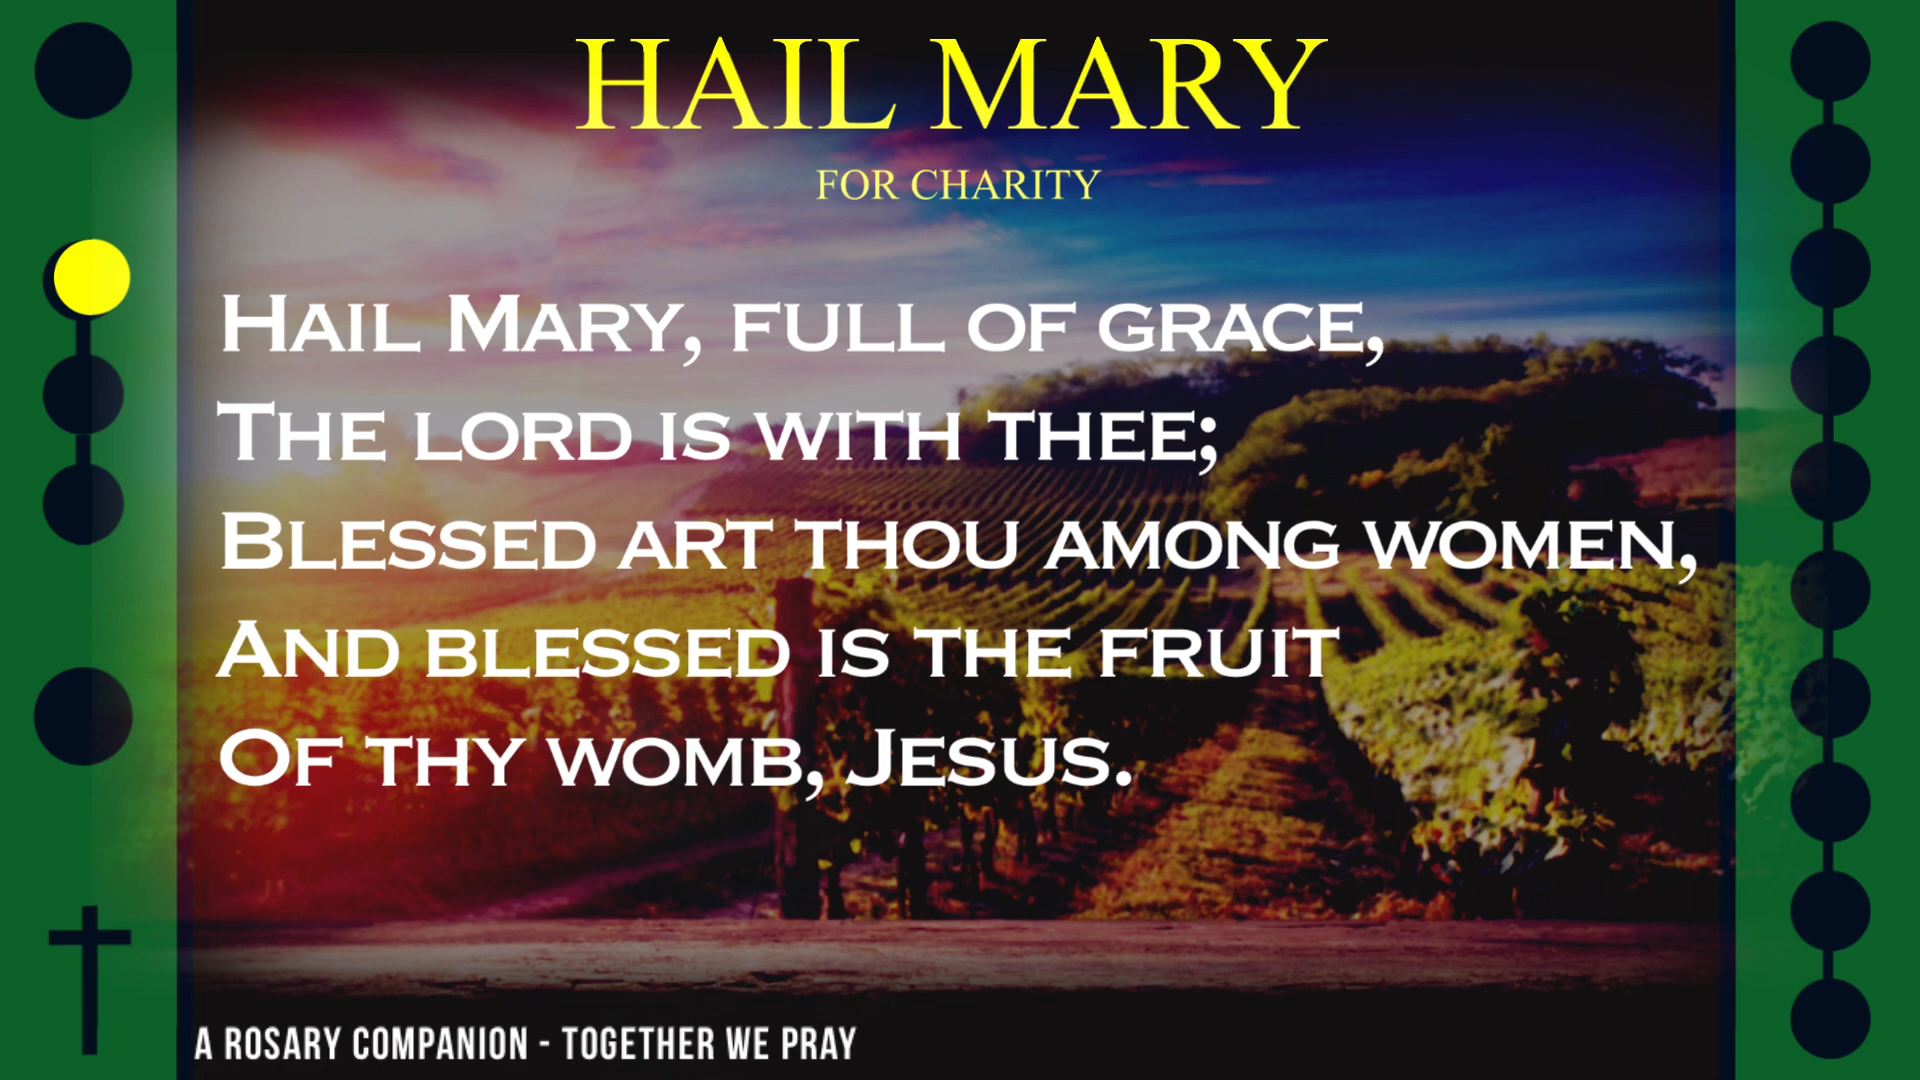 HAIL MARY
FOR CHARITY
Hail Mary, full of grace,
The lord is with thee;
Blessed art thou among women,
And blessed is the fruit
Of thy womb, Jesus.
A ROSARY COMPANION - TOGETHER WE PRAY